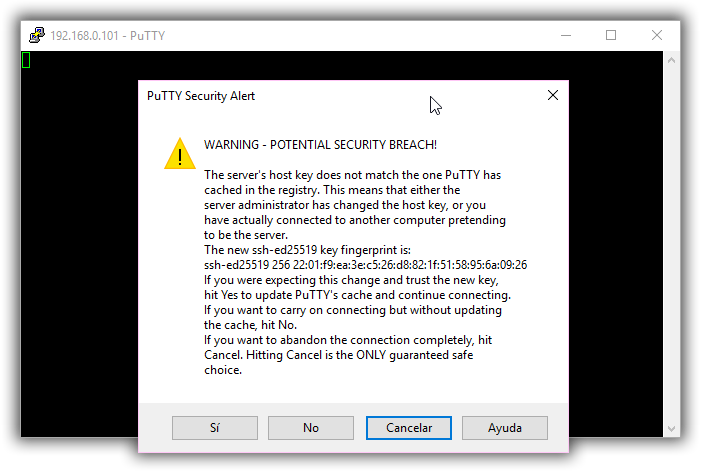 192.168.0.101 - PuTTY
PuTTY Security Alert
WARNING - POTENTIAL SECURITY BREACH!
The server's host key does not match the one PuTTY has
cached in the registry. This means that either the
server administrator has changed the host key, or you
have actually connected to another computer pretending
to be the server.
The new ssh-ed25519 key fingerprint is:
ssh-ed25519 256 22:01:f9:ea:3e:c5:26:d8:82:1f:51:58:95:6a:09:26
If you were expecting this change and trust the new key,
hit Yes to update PuTTY's cache and continue connecting.
If you want to carry on connecting but without updating
the cache, hit No.
If you want to abandon the connection completely, hit
Cancel. Hitting Cancel is the ONLY guaranteed safe
choice.
Sí
No
Cancelar
Ayuda